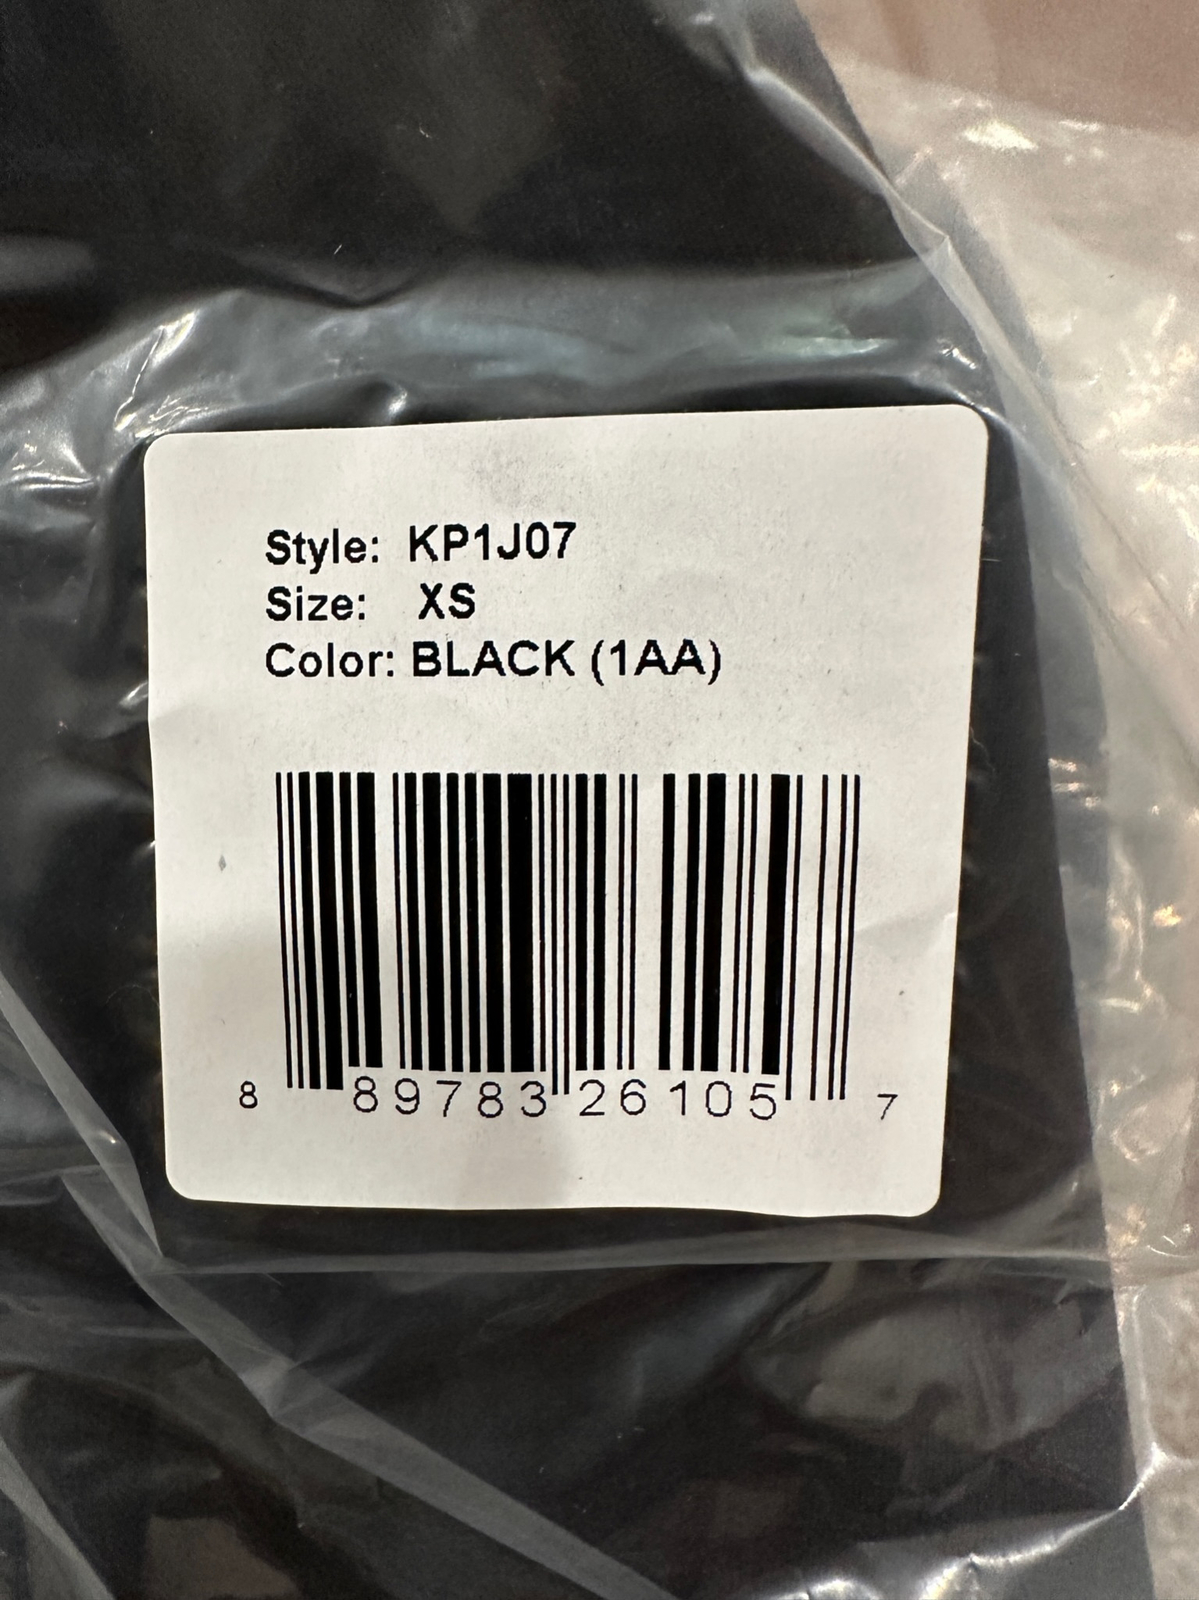 Style: KP1J07
Size: XS
Color: BLACK (1AA)
8 89783 26105 7